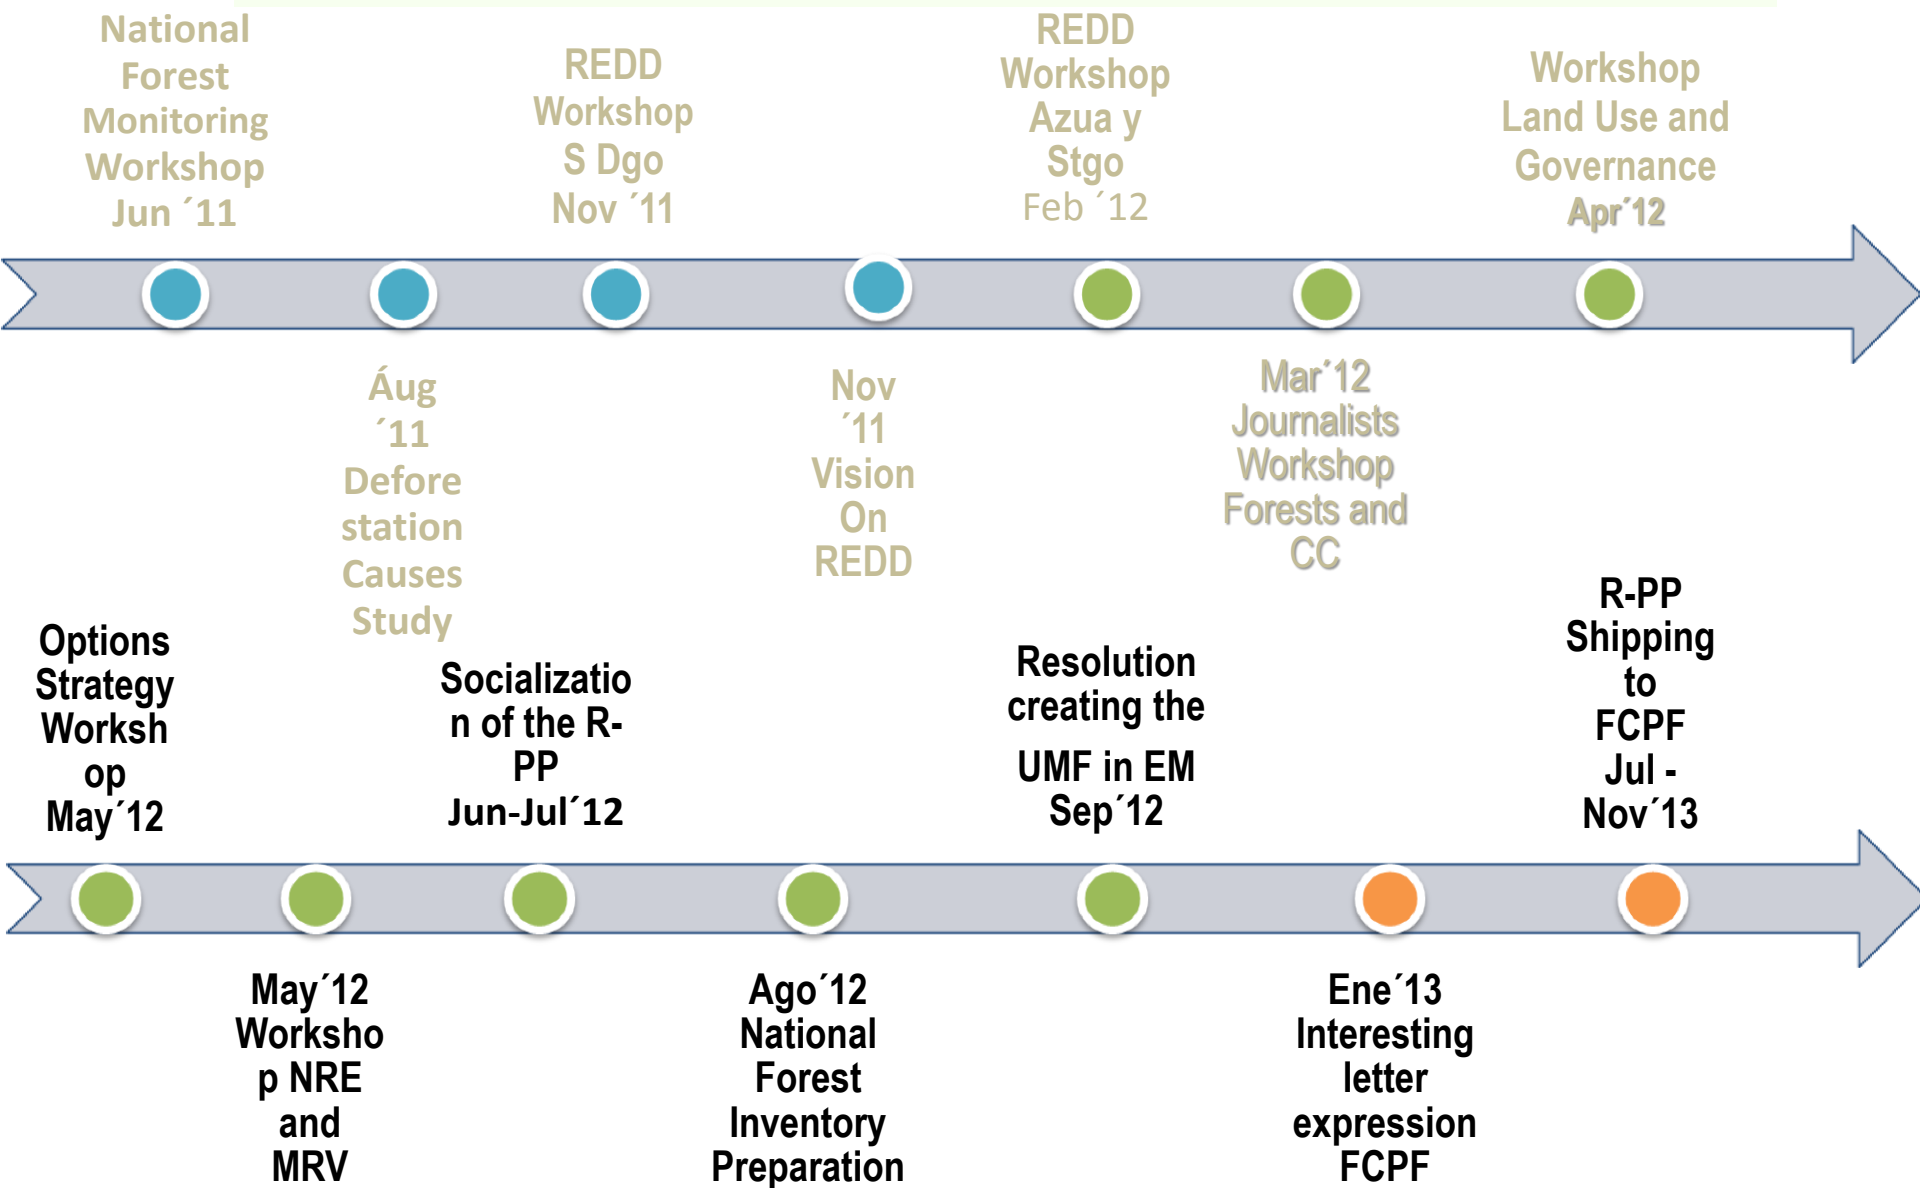 National
Forest
Monitoring
Workshop
Jun ´11
REDD
Workshop
S Dgo
Nov ´11
REDD
Workshop
Azua y
Stgo
Feb ´12
Workshop
Land Use and
Governance
Apr´12
Áug
´11
Defore
station
Causes
Study
Nov
´11
Vision
On
REDD
Mar´12
Journalists
Workshop
Forests and
CC
Options
Strategy
Worksh
op
May´12
Socializatio
n of the R-
PP
Jun-Jul´12
Resolution
creating the
UMF in EM
Sep´12
R-PP
Shipping
to
FCPF
Jul -
Nov´13
May´12
Worksho
p NRE
and
MRV
Ago´12
National
Forest
Inventory
Preparation
Ene´13
Interesting
letter
expression
FCPF